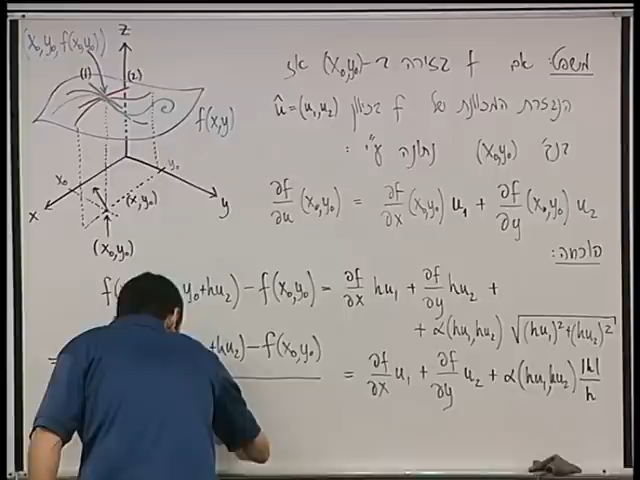 (x₀,y₀,f(x₀,y₀))
z
(1) (2)
f(x,y)
x₀
y₀
x
y
(x,y₀)
(x₀,y₀)
משפט: אם f גזירה ב-(x₀,y₀) אז
הנגזרת המכוונת של f בכיוון û=(u₁,u₂)
בנק' (x₀,y₀) נתונה ע"י:
∂f/∂u (x₀,y₀) = ∂f/∂x (x₀,y₀) u₁ + ∂f/∂y (x₀,y₀) u₂
הוכחה:
f( y₀+hu₂)−f(x₀,y₀) = ∂f/∂x hu₁ + ∂f/∂y hu₂ +
+ α(hu₁,hu₂) √((hu₁)²+(hu₂)²)
+hu₂)−f(x₀,y₀) = ∂f/∂x u₁ + ∂f/∂y u₂ + α(hu₁,hu₂) |h|/h